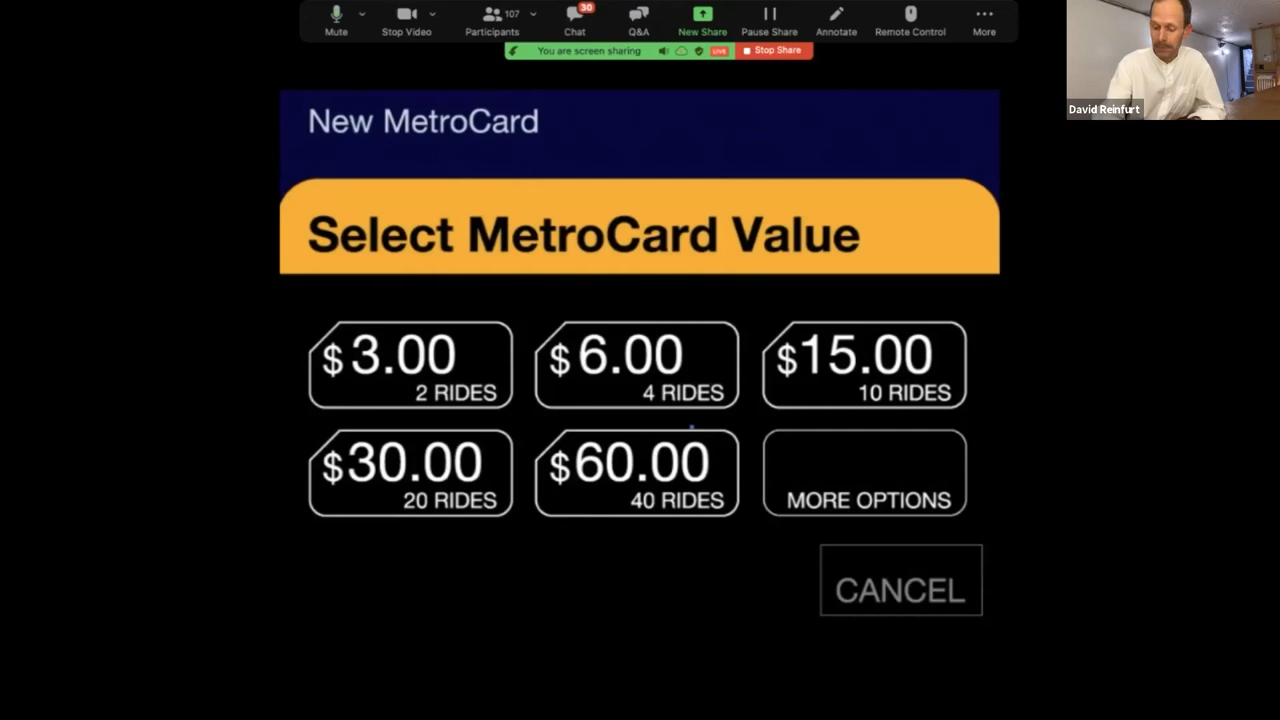 30
107
Mute
Stop Video
Participants
Chat
Q&A
New Share
Pause Share
Annotate
Remote Control
More
You are screen sharing
LIVE
Stop Share
David Reinfurt
New MetroCard
Select MetroCard Value
$3.00
2 RIDES
$6.00
4 RIDES
$15.00
10 RIDES
$30.00
20 RIDES
$60.00
40 RIDES
MORE OPTIONS
CANCEL